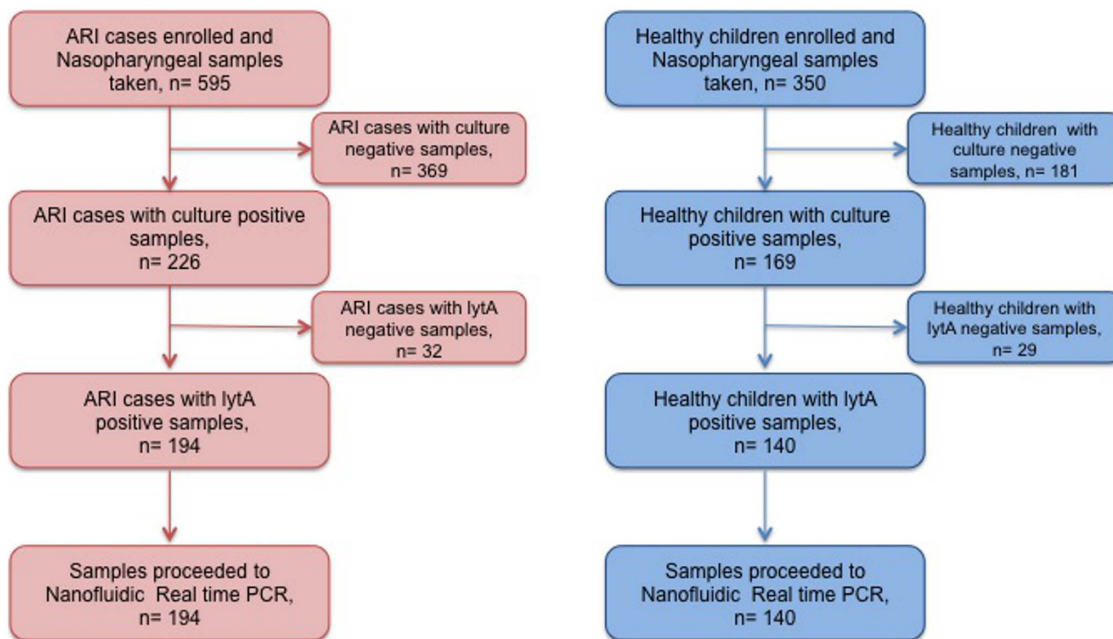 ARI cases enrolled and
Nasopharyngeal samples
taken, n= 595
ARI cases with culture
negative samples,
n= 369
ARI cases with culture positive
samples,
n= 226
ARI cases with lytA
negative samples,
n= 32
ARI cases with lytA
positive samples,
n= 194
Samples proceeded to
Nanofluidic Real time PCR,
n= 194
Healthy children enrolled and
Nasopharyngeal samples
taken, n= 350
Healthy children with
culture negative
samples, n= 181
Healthy children with culture
positive samples,
n= 169
Healthy children with
lytA negative samples,
n= 29
Healthy children with lytA
positive samples,
n= 140
Samples proceeded to
Nanofluidic Real time PCR,
n= 140